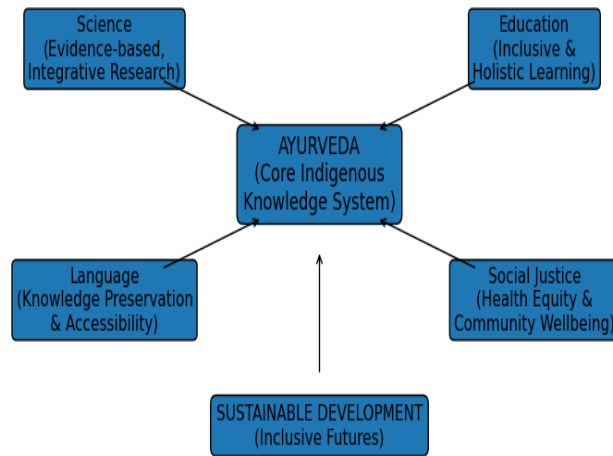 Science
(Evidence-based,
Integrative Research)
Education
(Inclusive &
Holistic Learning)
AYURVEDA
(Core Indigenous
Knowledge System)
Language
(Knowledge Preservation
& Accessibility)
Social Justice
(Health Equity &
Community Wellbeing)
SUSTAINABLE DEVELOPMENT
(Inclusive Futures)